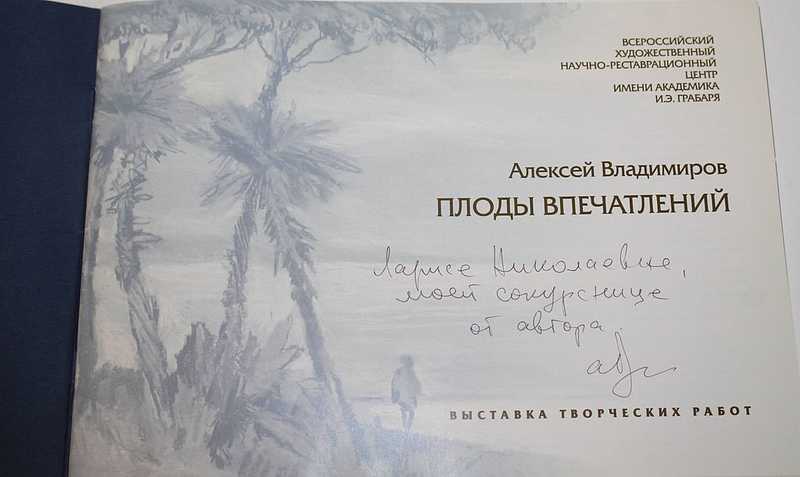 ВСЕРОССИЙСКИЙ
ХУДОЖЕСТВЕННЫЙ
НАУЧНО-РЕСТАВРАЦИОННЫЙ
ЦЕНТР
ИМЕНИ АКАДЕМИКА
И.Э. ГРАБАРЯ
Алексей Владимиров
ПЛОДЫ ВПЕЧАТЛЕНИЙ
Ларисе Николаевне,
моей сокурснице
от автора.
ВЫСТАВКА ТВОРЧЕСКИХ РАБОТ